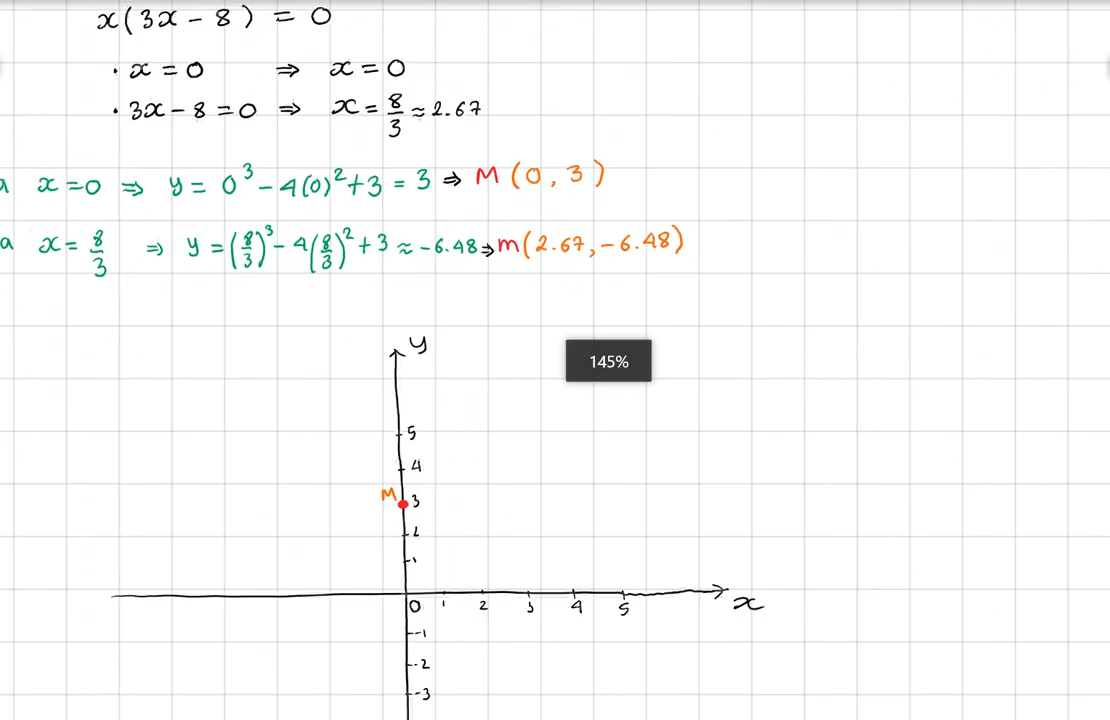 x(3x - 8) = 0
· x = 0 ⇒ x = 0
· 3x - 8 = 0 ⇒ x = 8/3 ≈ 2.67
a x = 0 ⇒ y = 0³ - 4(0)² + 3 = 3 ⇒ M (0, 3)
a x = 8/3 ⇒ y = (8/3)³ - 4(8/3)² + 3 ≈ -6.48 ⇒ m(2.67, -6.48)
y
145%
5
4
M 3
2
1
0 1 2 3 4 5 x
-1
-2
-3